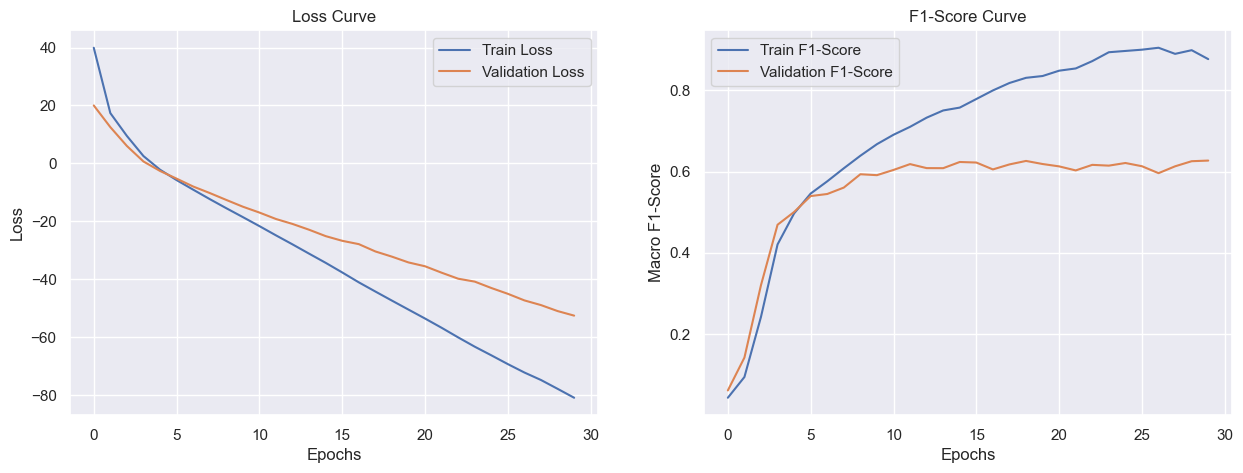 Loss Curve
40
20
0
−20
−40
−60
−80
Loss
Train Loss
Validation Loss
0 5 10 15 20 25 30
Epochs
F1-Score Curve
0.8
0.6
0.4
0.2
Macro F1-Score
Train F1-Score
Validation F1-Score
0 5 10 15 20 25 30
Epochs